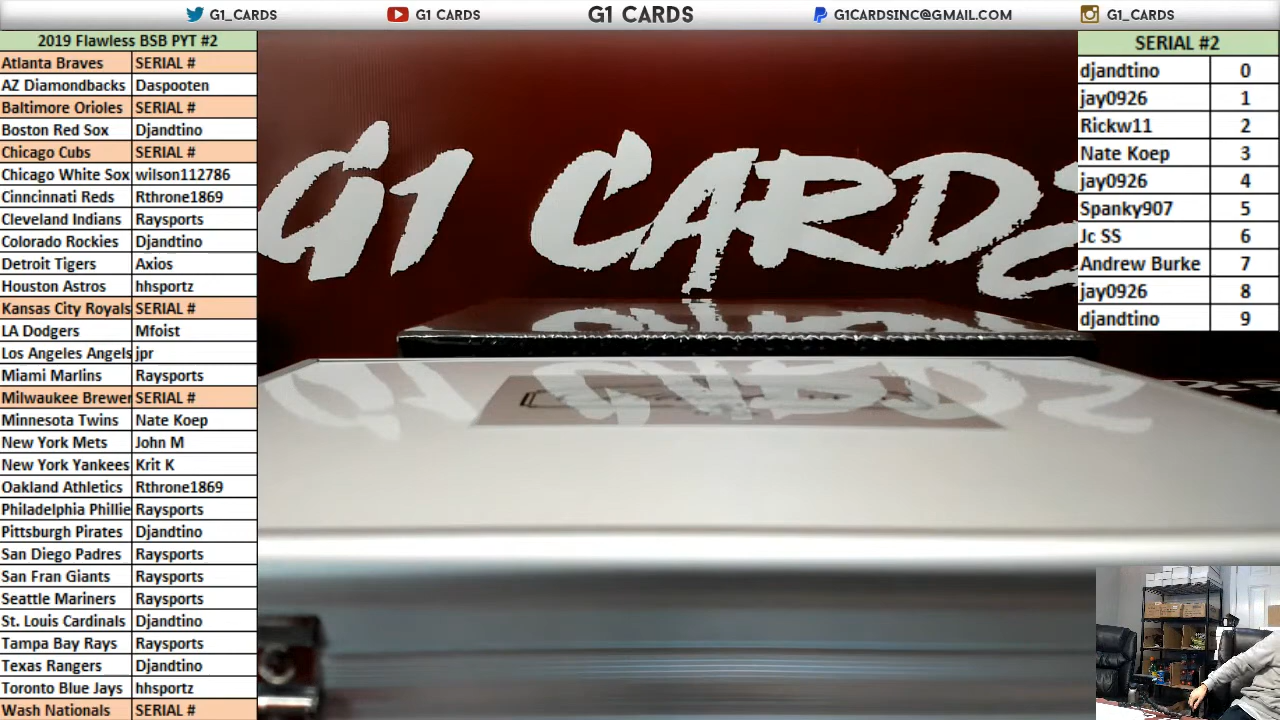 G1_CARDS
G1 CARDS
G1 CARDS
G1CARDSINC@GMAIL.COM
G1_CARDS
2019 Flawless BSB PYT #2
Atlanta Braves SERIAL #
AZ Diamondbacks Daspooten
Baltimore Orioles SERIAL #
Boston Red Sox Djandtino
Chicago Cubs SERIAL #
Chicago White Sox wilson112786
Cinncinnati Reds Rthrone1869
Cleveland Indians Raysports
Colorado Rockies Djandtino
Detroit Tigers Axios
Houston Astros hhsportz
Kansas City Royals SERIAL #
LA Dodgers Mfoist
Los Angeles Angels jpr
Miami Marlins Raysports
Milwaukee Brewer SERIAL #
Minnesota Twins Nate Koep
New York Mets John M
New York Yankees Krit K
Oakland Athletics Rthrone1869
Philadelphia Phillie Raysports
Pittsburgh Pirates Djandtino
San Diego Padres Raysports
San Fran Giants Raysports
Seattle Mariners Raysports
St. Louis Cardinals Djandtino
Tampa Bay Rays Raysports
Texas Rangers Djandtino
Toronto Blue Jays hhsportz
Wash Nationals SERIAL #
G1 CARDS
SERIAL #2
djandtino 0
jay0926 1
Rickw11 2
Nate Koep 3
jay0926 4
Spanky907 5
Jc SS 6
Andrew Burke 7
jay0926 8
djandtino 9